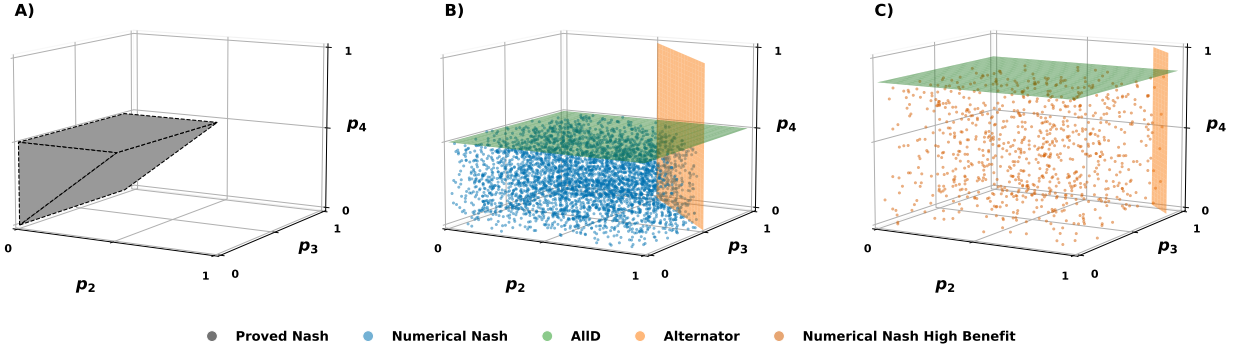 A)
B)
C)
1
p4
0
1
p3
0
1
0
p2
1
p4
0
1
p3
0
1
0
p2
1
p4
0
1
p3
0
1
0
p2
Proved Nash
Numerical Nash
AllD
Alternator
Numerical Nash High Benefit